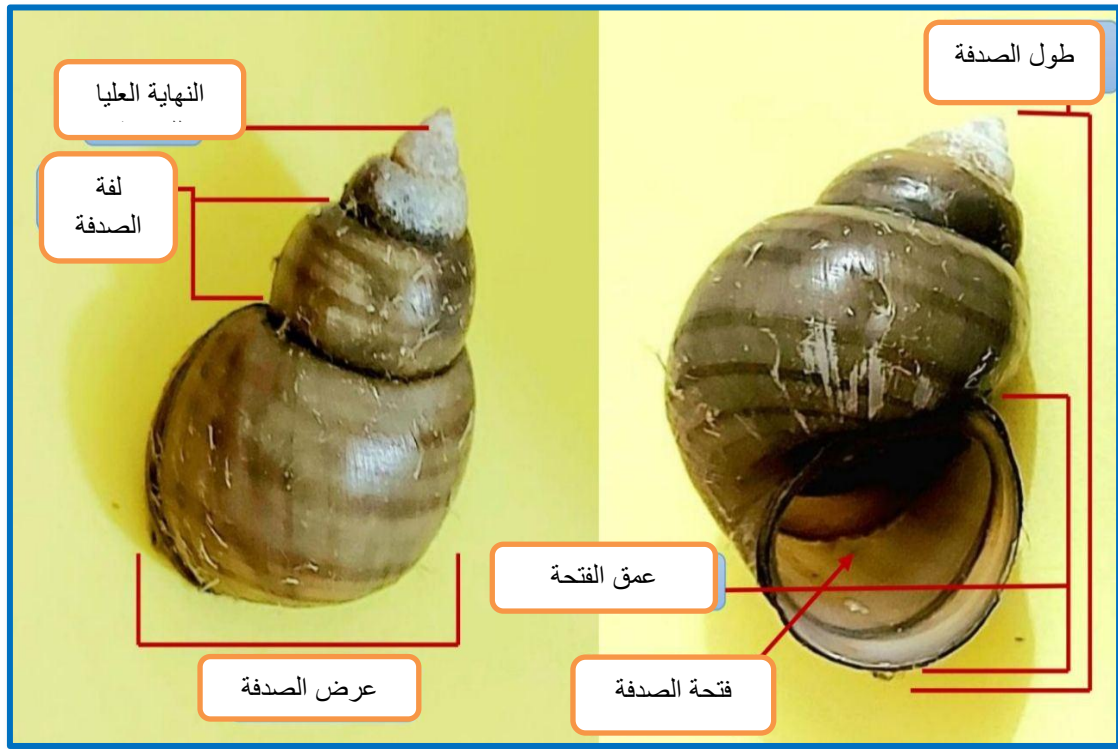 طول الصدفة
النهاية العليا
لفة
الصدفة
عمق الفتحة
فتحة الصدفة
عرض الصدفة